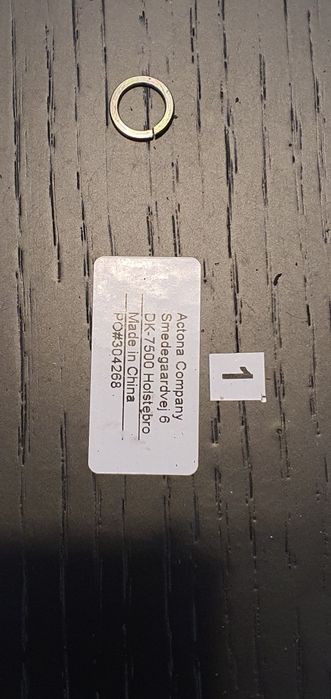 Actona Company
Smedegaardvej 6
DK-7500 Holstebro
Made in China
PO#304268
1